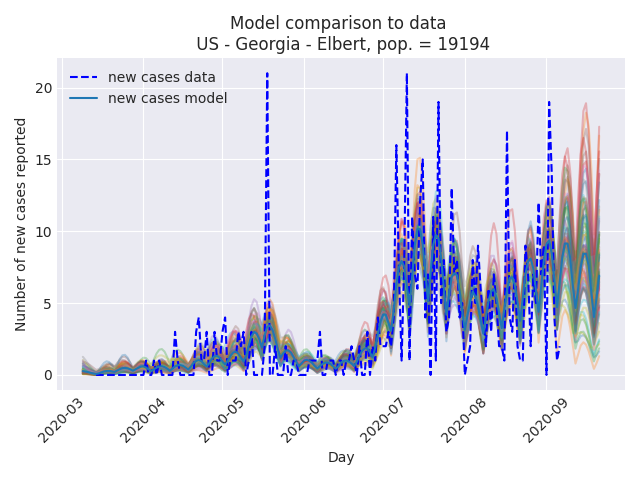 Model comparison to data
US - Georgia - Elbert, pop. = 19194
new cases data
new cases model
Number of new cases reported
20
15
10
5
0
2020-03
2020-04
2020-05
2020-06
2020-07
2020-08
2020-09
Day